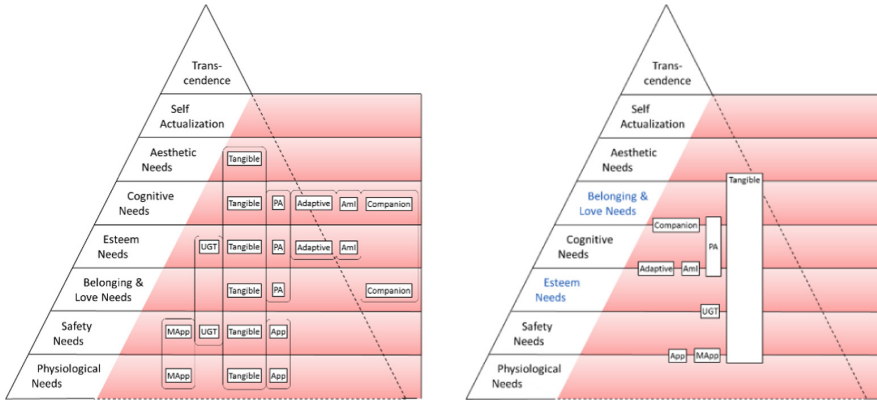 Trans-
cendence
Self
Actualization
Aesthetic
Needs
Tangible
Cognitive
Needs
Tangible PA Adaptive AmI Companion
Esteem
Needs
UGT Tangible PA Adaptive AmI
Belonging &
Love Needs
Tangible PA Companion
Safety
Needs
MApp UGT Tangible App
Physiological
Needs
MApp Tangible App
Trans-
cendence
Self
Actualization
Aesthetic
Needs
Tangible
Belonging &
Love Needs
Companion
Cognitive
Needs
PA
Adaptive AmI
Esteem
Needs
UGT
Safety
Needs
App MApp
Physiological
Needs